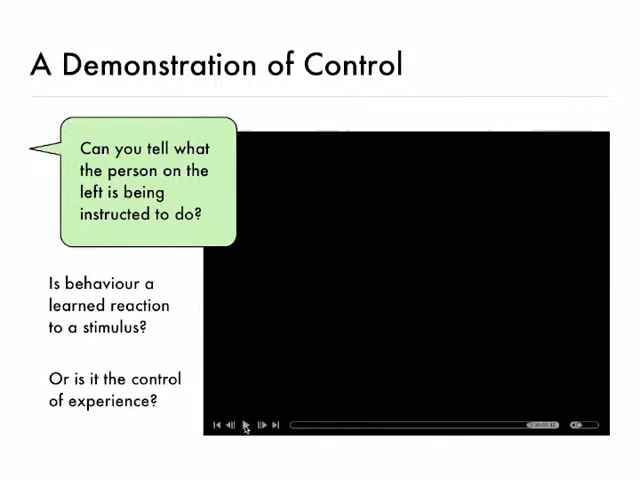 A Demonstration of Control
Can you tell what
the person on the
left is being
instructed to do?
Is behaviour a
learned reaction
to a stimulus?
Or is it the control
of experience?